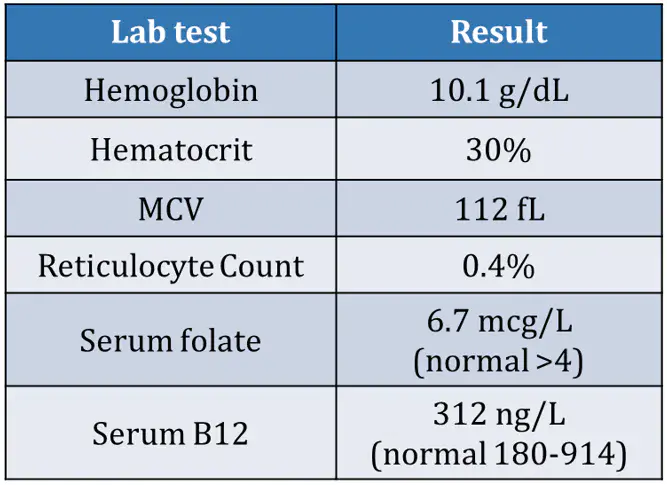 Lab test Result
Hemoglobin 10.1 g/dL
Hematocrit 30%
MCV 112 fL
Reticulocyte Count 0.4%
Serum folate 6.7 mcg/L
(normal >4)
Serum B12 312 ng/L
(normal 180-914)